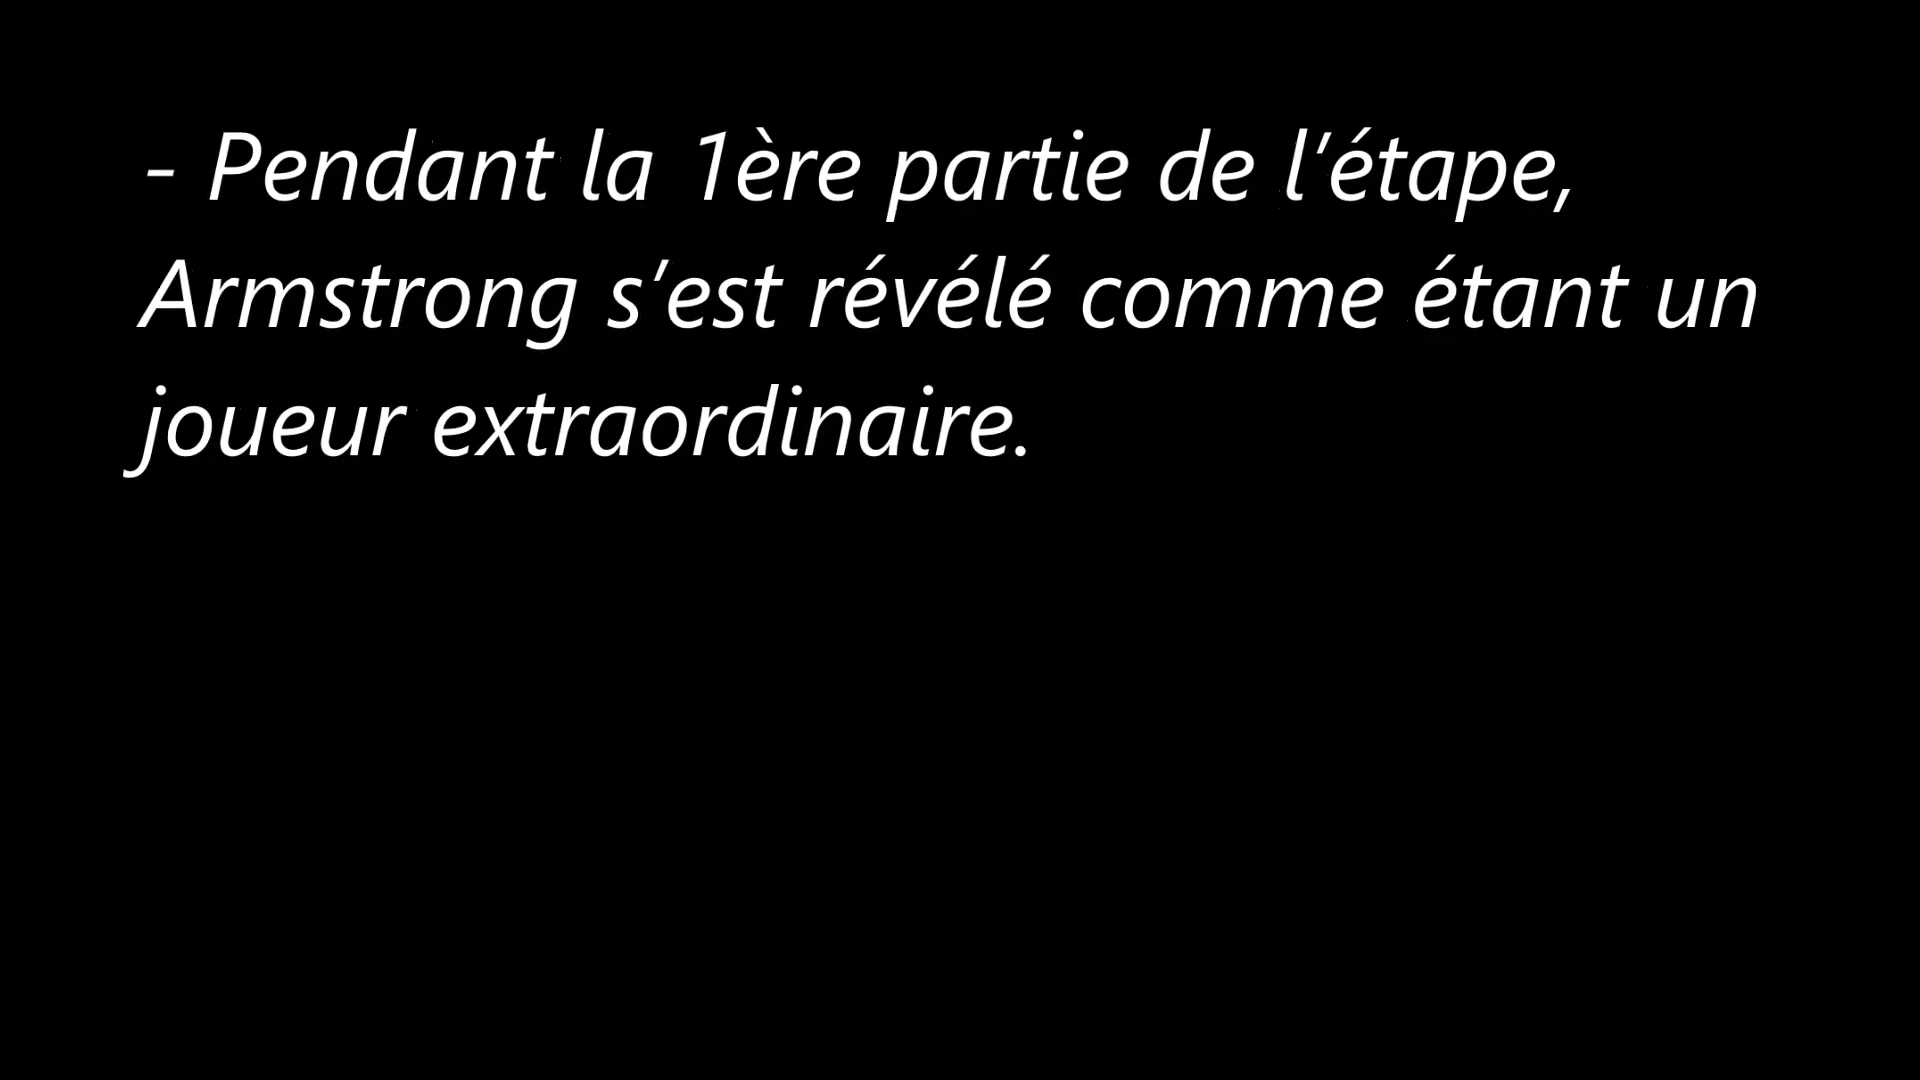 - Pendant la 1ère partie de l’étape,
Armstrong s’est révélé comme étant un
joueur extraordinaire.